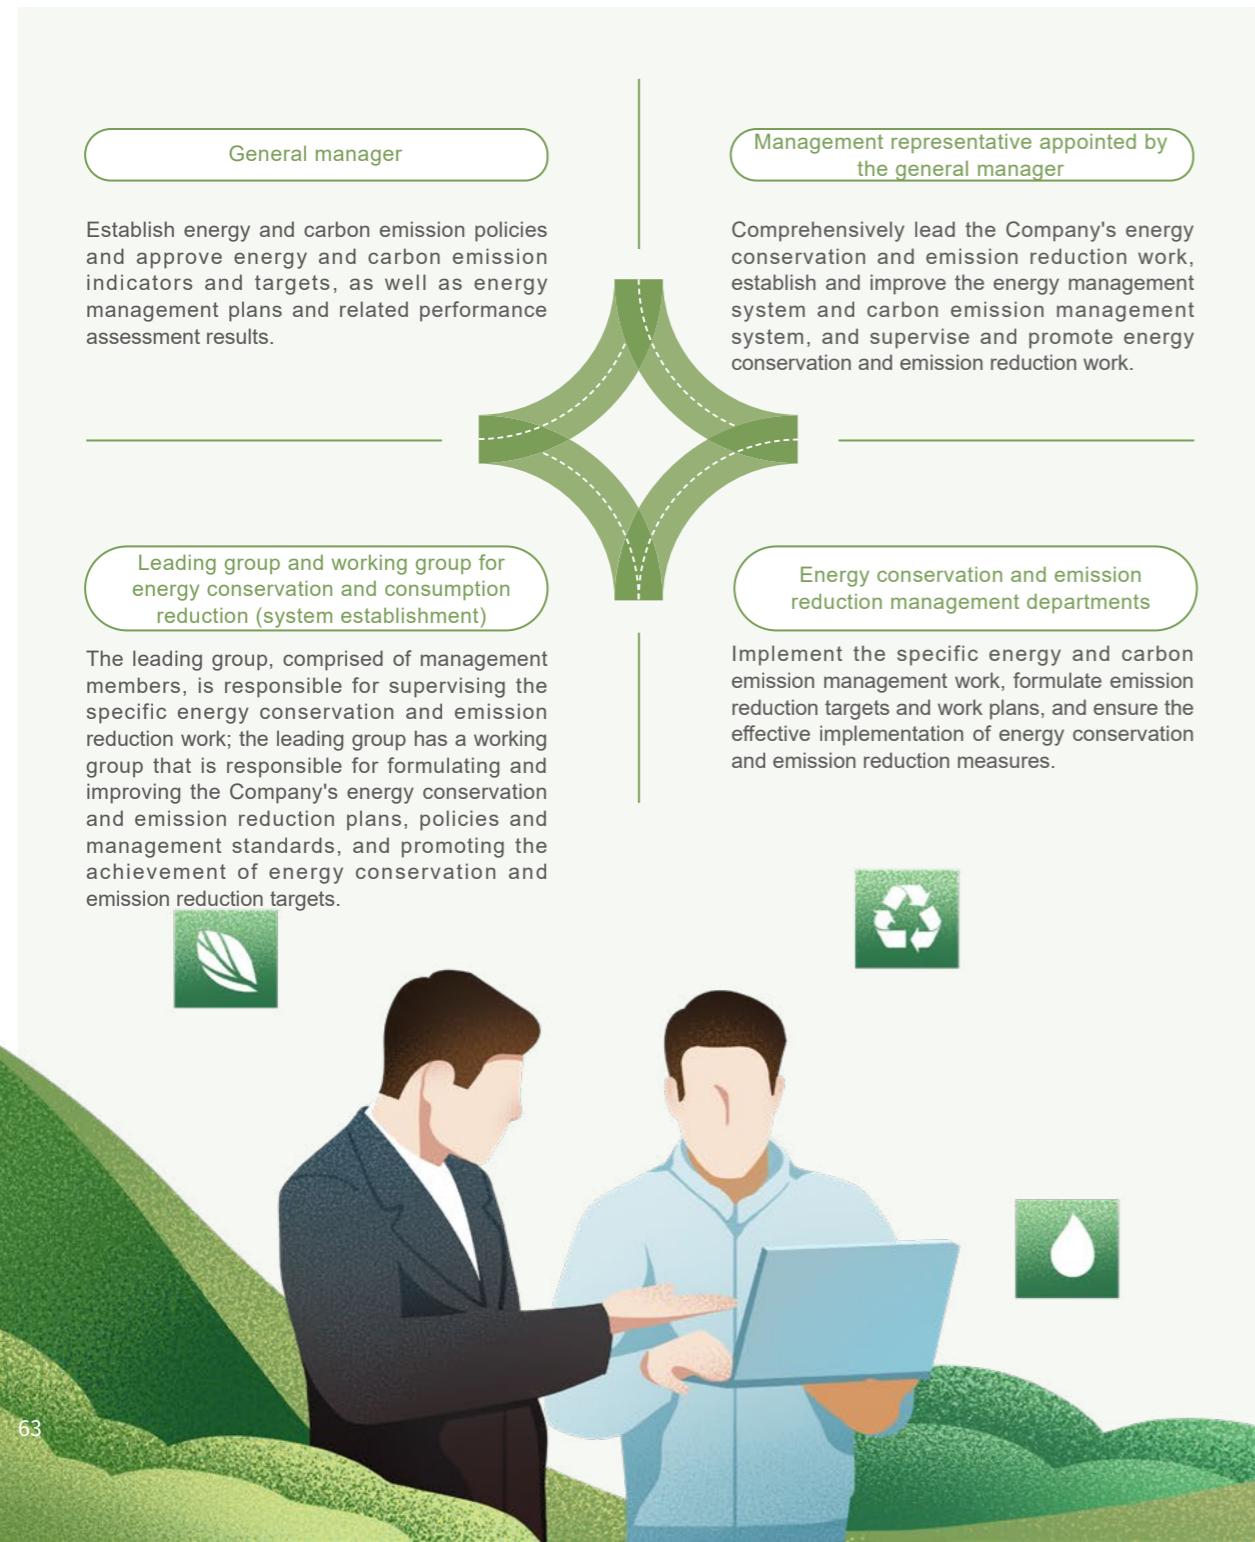 General manager
Establish energy and carbon emission policies
and approve energy and carbon emission
indicators and targets, as well as energy
management plans and related performance
assessment results.
Management representative appointed by
the general manager
Comprehensively lead the Company's energy
conservation and emission reduction work,
establish and improve the energy management
system and carbon emission management
system, and supervise and promote energy
conservation and emission reduction work.
Leading group and working group for
energy conservation and consumption
reduction (system establishment)
The leading group, comprised of management
members, is responsible for supervising the
specific energy conservation and emission
reduction work; the leading group has a working
group that is responsible for formulating and
improving the Company's energy conservation
and emission reduction plans, policies and
management standards, and promoting the
achievement of energy conservation and
emission reduction targets.
Energy conservation and emission
reduction management departments
Implement the specific energy and carbon
emission management work, formulate emission
reduction targets and work plans, and ensure the
effective implementation of energy conservation
and emission reduction measures.
63